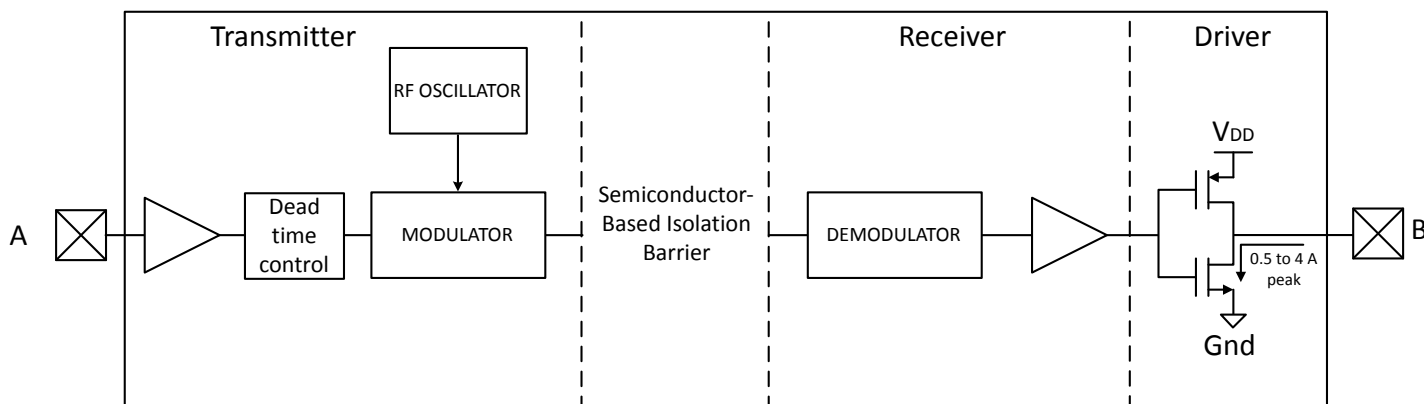 Transmitter
Receiver
Driver
RF OSCILLATOR
VDD
A
Dead
time
control
MODULATOR
Semiconductor-
Based Isolation
Barrier
DEMODULATOR
B
0.5 to 4 A
peak
Gnd